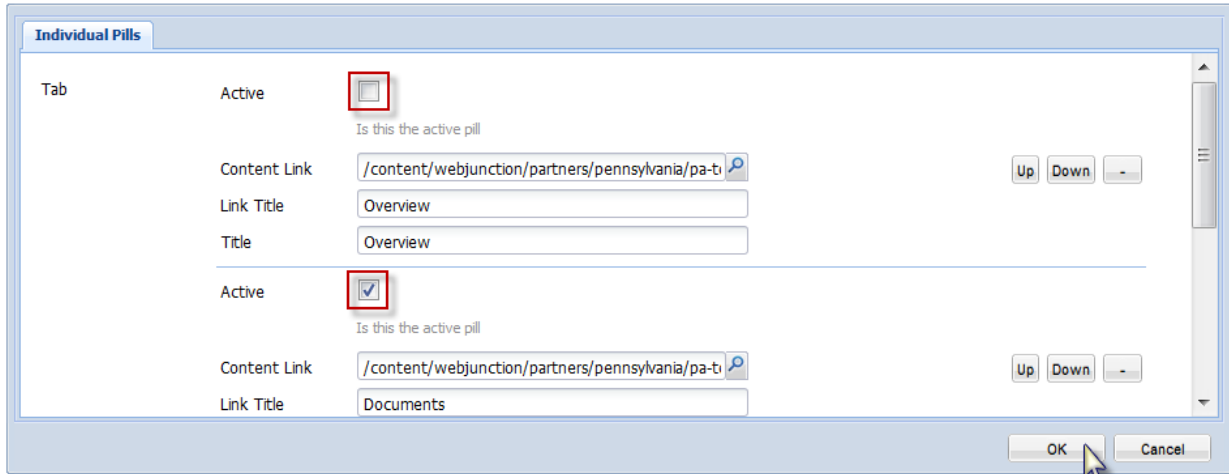 Individual Pills
Tab
Active
Is this the active pill
Content Link /content/webjunction/partners/pennsylvania/pa-t Up Down -
Link Title Overview
Title Overview
Active
Is this the active pill
Content Link /content/webjunction/partners/pennsylvania/pa-t Up Down -
Link Title Documents
OK Cancel